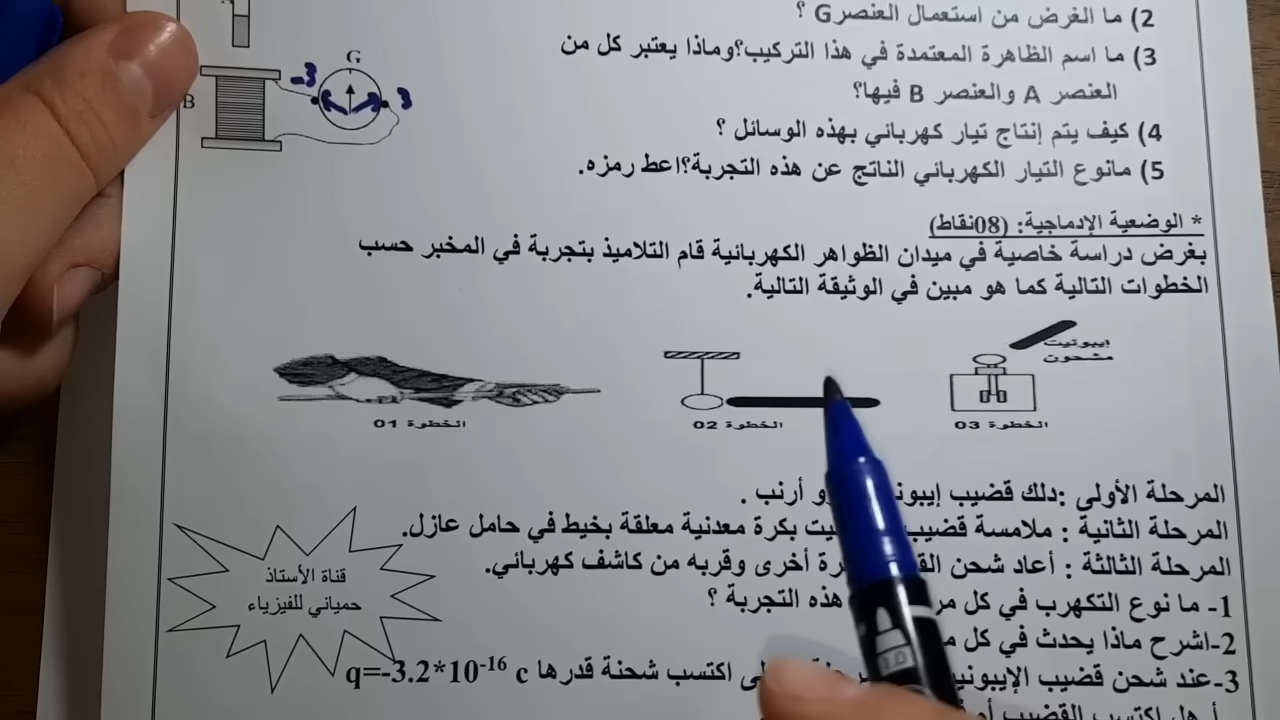 2) ما الغرض من استعمال العنصر G ؟
3) ما اسم الظاهرة المعتمدة في هذا التركيب؟وماذا يعتبر كل من
العنصر A والعنصر B فيها؟
4) كيف يتم إنتاج تيار كهربائي بهذه الوسائل ؟
5) مانوع التيار الكهربائي الناتج عن هذه التجربة؟اعط رمزه.
G
-3
3
B
* الوضعية الإدماجية: (08نقاط)
بغرض دراسة خاصية في ميدان الظواهر الكهربائية قام التلاميذ بتجربة في المخبر حسب
الخطوات التالية كما هو مبين في الوثيقة التالية.
إيبونيت
مشحون
الخطوة 03
الخطوة 02
الخطوة 01
المرحلة الأولى :دلك قضيب أرنب .
المرحلة الثانية : ملامسة قضيب بكرة معدنية معلقة بخيط في حامل عازل.
المرحلة الثالثة : أعاد شحن أخرى وقربه من كاشف كهربائي.
1- ما نوع التكهرب في كل هذه التجربة ؟
2-اشرح ماذا يحدث في كل
3-عند شحن قضيب اكتسب شحنة قدرها q=-3.2*10-16 c
قناة الأستاذ
حمياني للفيزياء